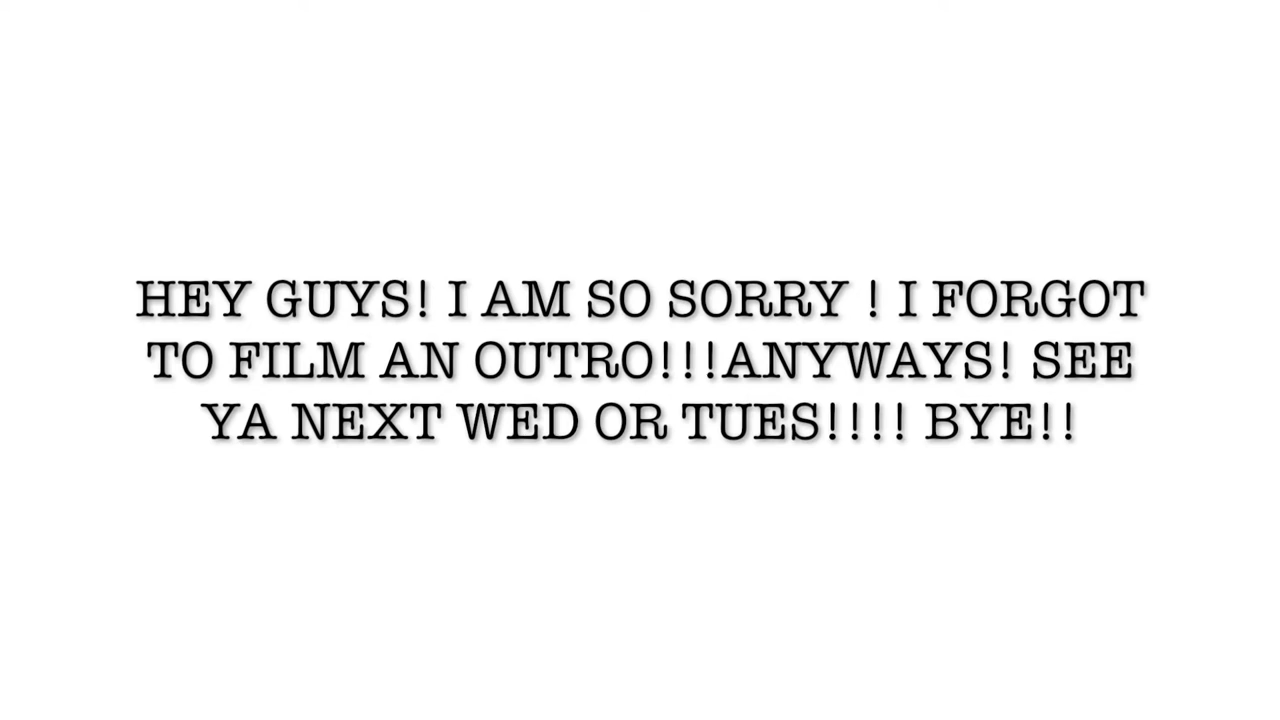 HEY GUYS! I AM SO SORRY ! I FORGOT
TO FILM AN OUTRO!!!ANYWAYS! SEE
YA NEXT WED OR TUES!!!! BYE!!